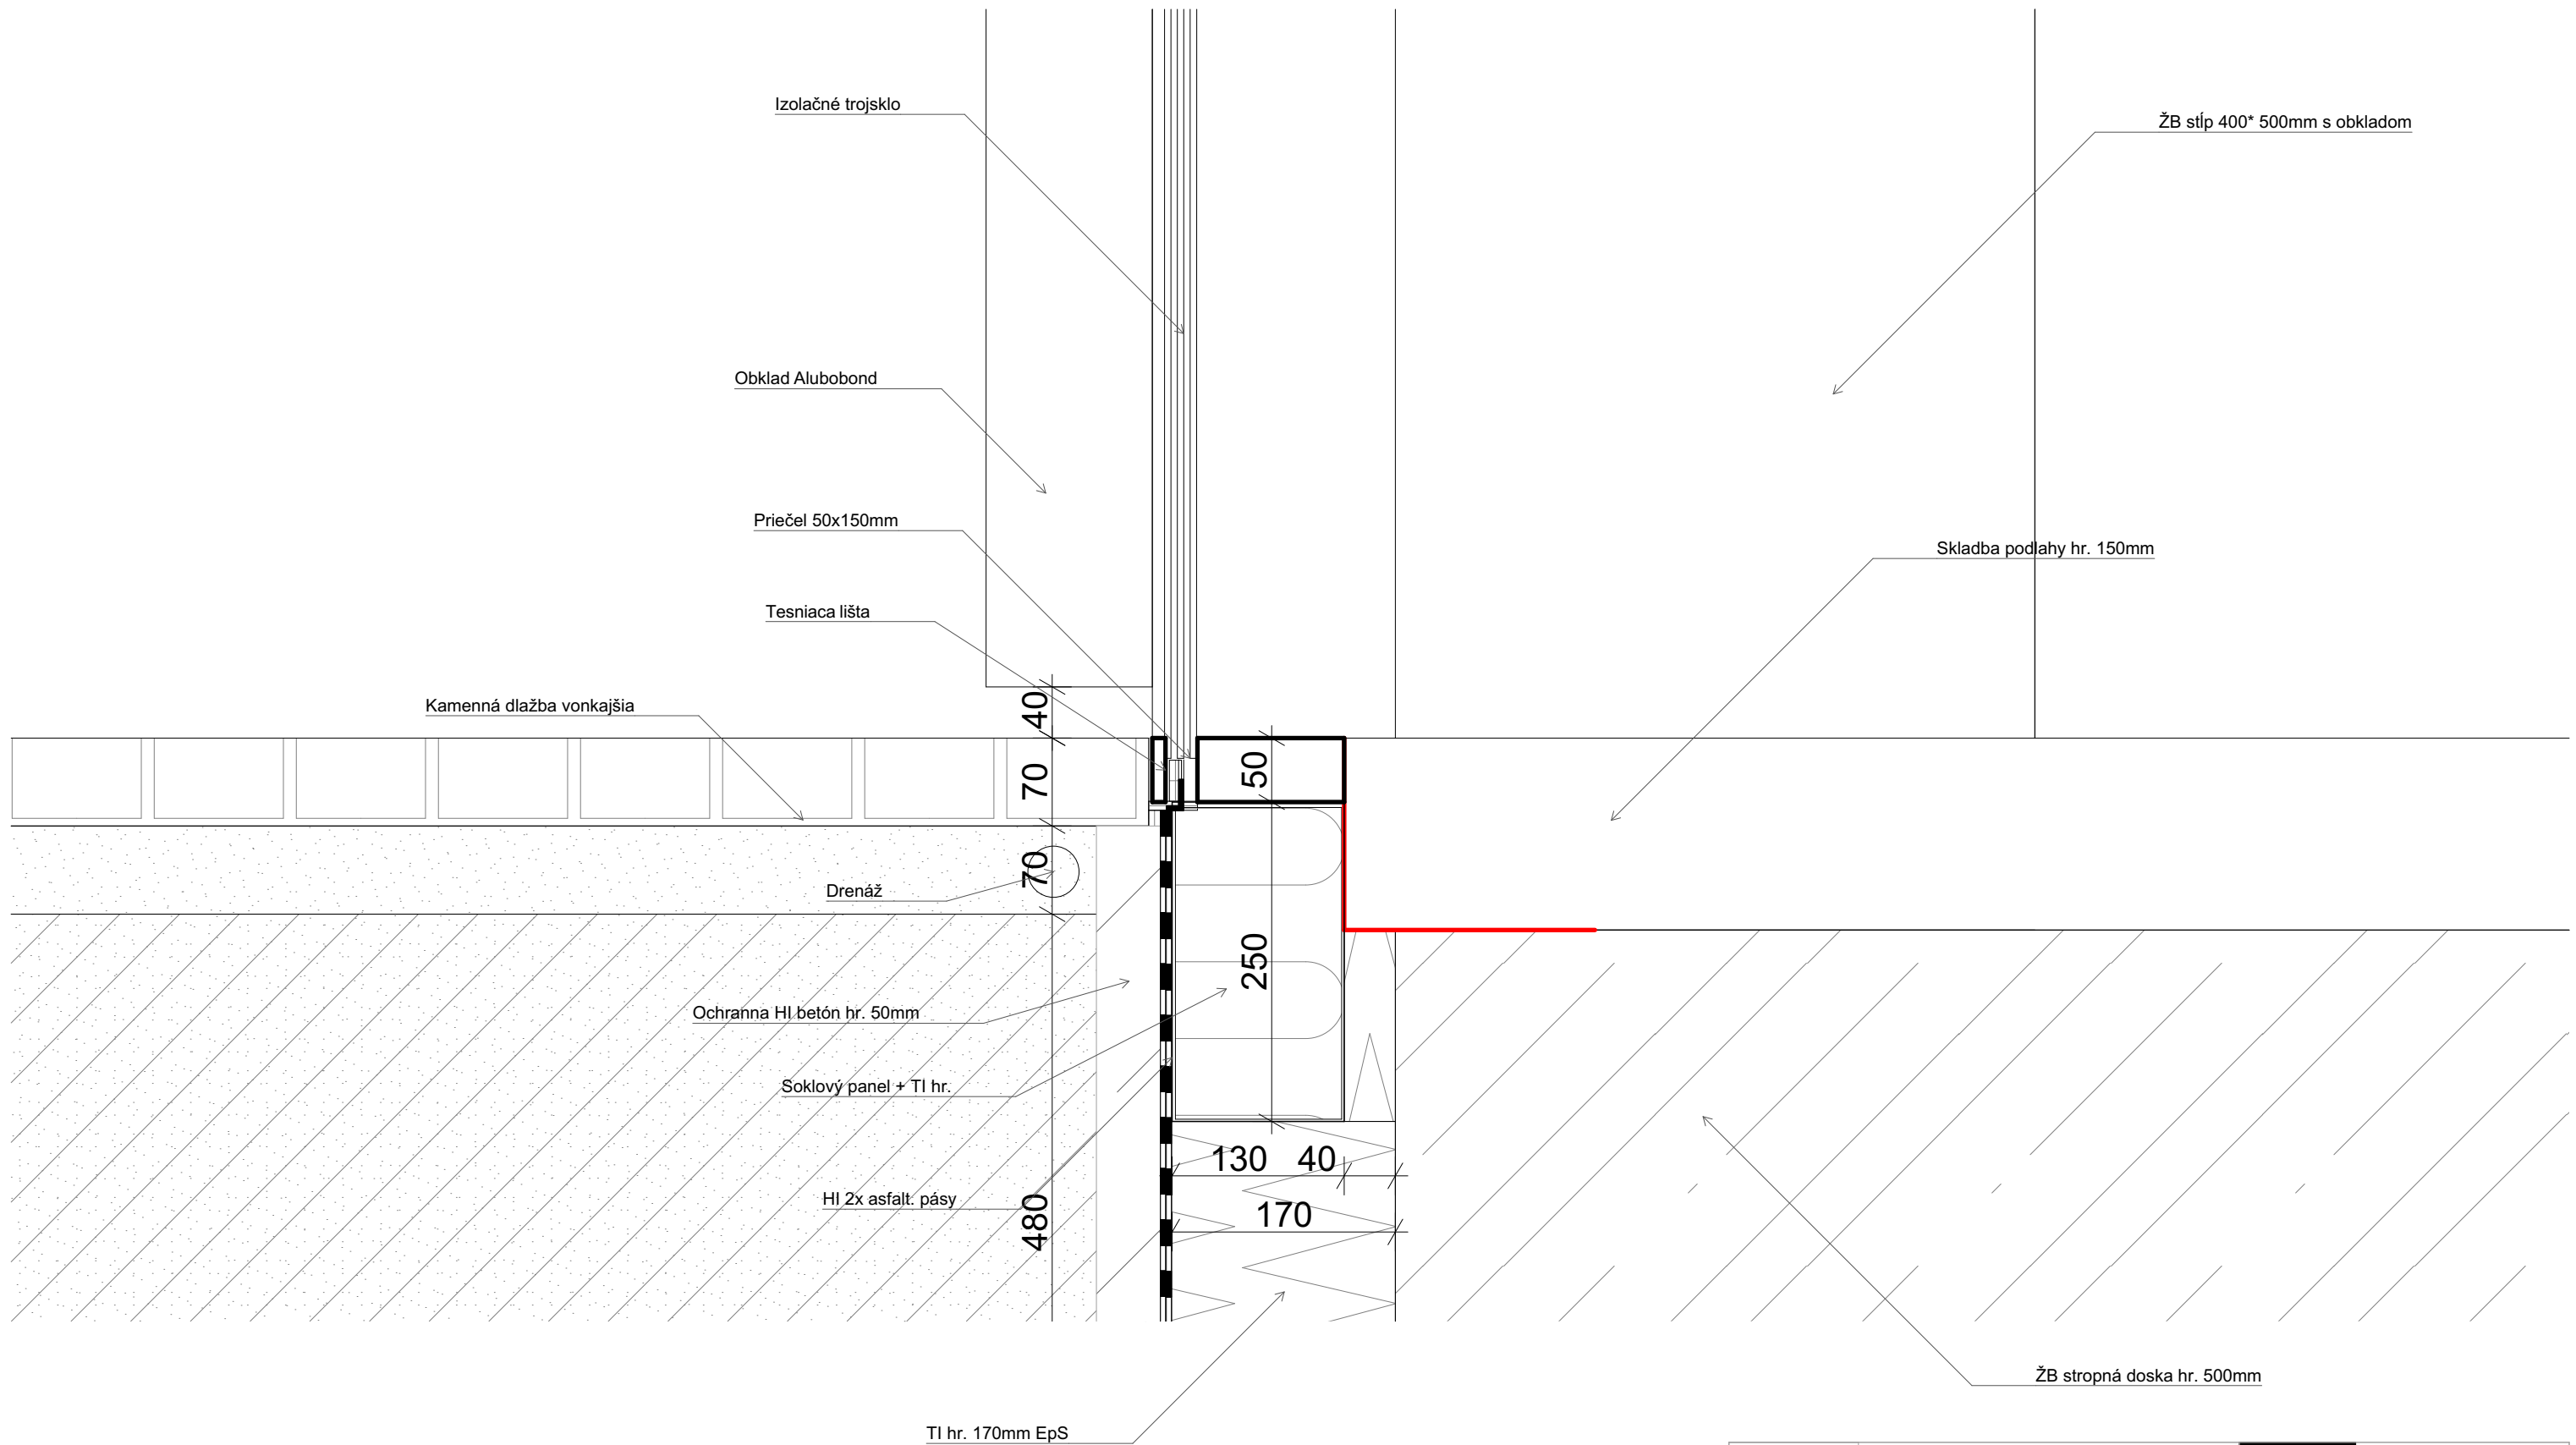 Izolačné trojsklo
ŽB stĺp 400* 500mm s obkladom
Obklad Alubobond
Priečel 50x150mm
Skladba podlahy hr. 150mm
Tesniaca lišta
Kamenná dlažba vonkajšia
40
70
50
70
Drenáž
250
Ochranna HI betón hr. 50mm
Soklový panel + TI hr.
130 40
HI 2x asfalt. pásy
170
480
ŽB stropná doska hr. 500mm
TI hr. 170mm EpS